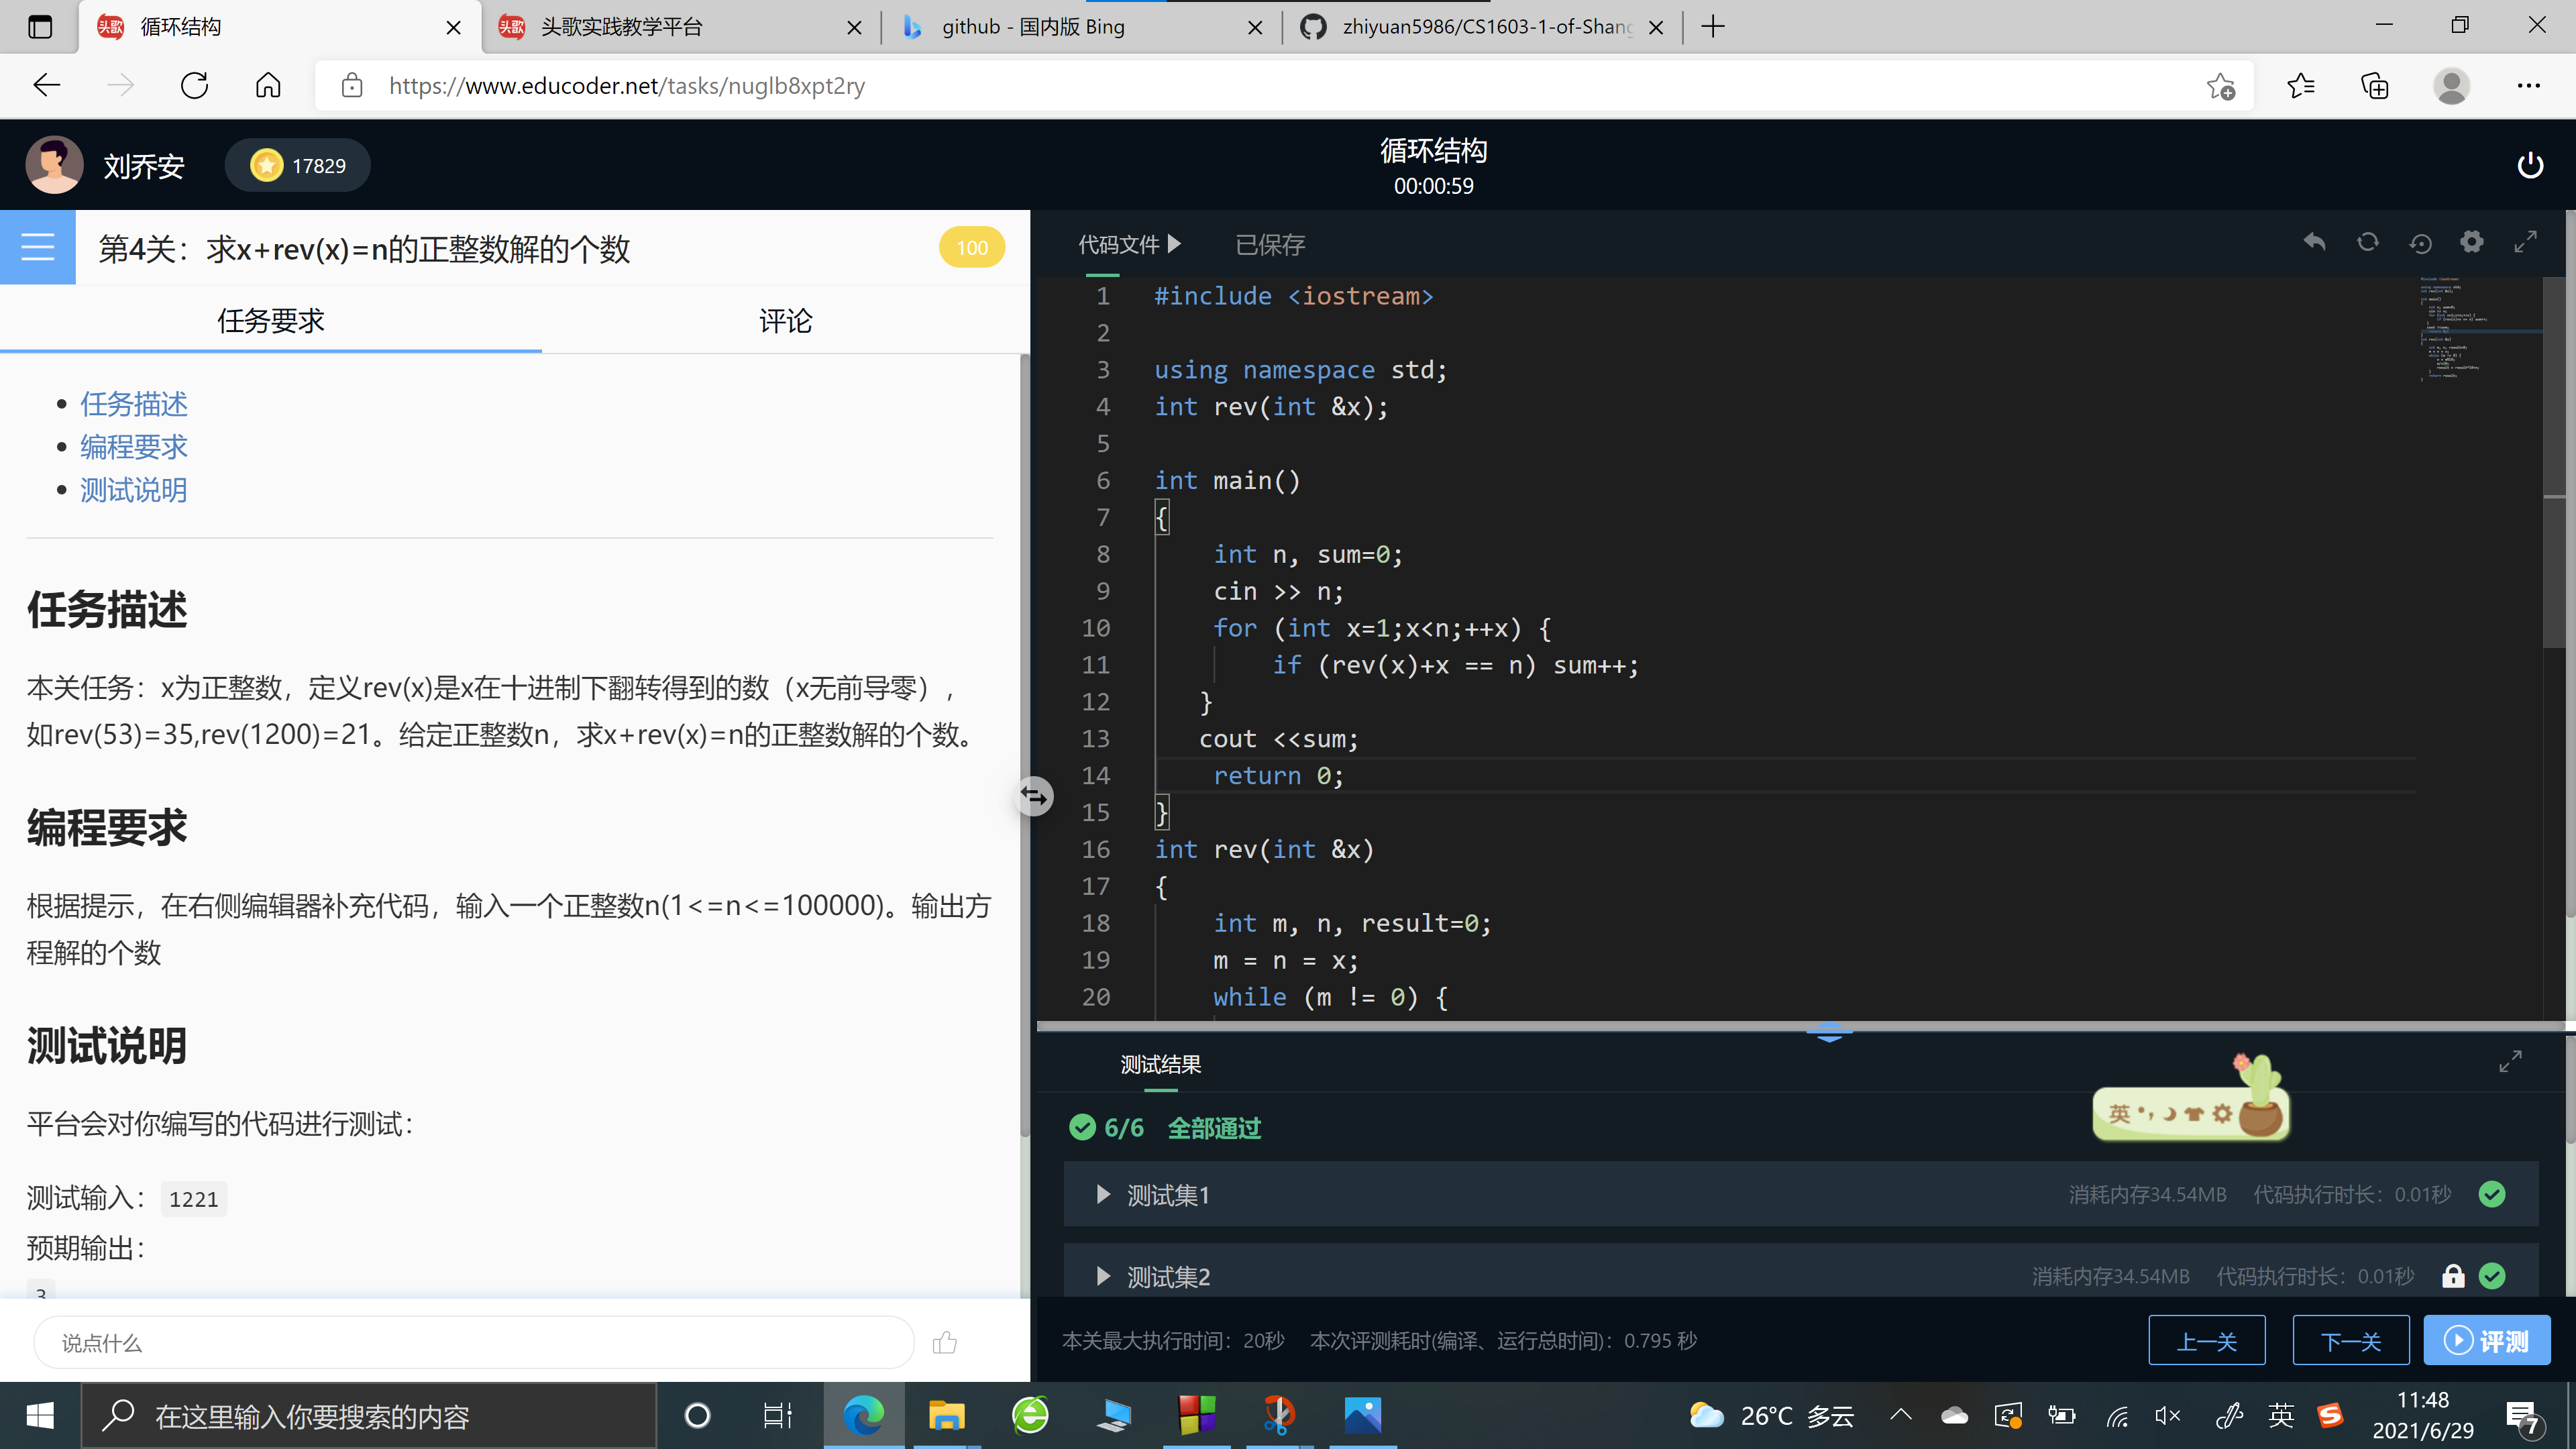 循环结构
头歌实践教学平台
github - 国内版 Bing
zhiyuan5986/CS1603-1-of-Shang
https://www.educoder.net/tasks/nuglb8xpt2ry
刘乔安
17829
循环结构
00:00:59
第4关：求x+rev(x)=n的正整数解的个数
100
任务要求
评论
任务描述
编程要求
测试说明
任务描述
本关任务：x为正整数，定义rev(x)是x在十进制下翻转得到的数（x无前导零），
如rev(53)=35,rev(1200)=21。给定正整数n，求x+rev(x)=n的正整数解的个数。
编程要求
根据提示，在右侧编辑器补充代码，输入一个正整数n(1<=n<=100000)。输出方
程解的个数
测试说明
平台会对你编写的代码进行测试：
测试输入：1221
预期输出：
3
说点什么
代码文件
已保存
1 #include <iostream>
2
3 using namespace std;
4 int rev(int &x);
5
6 int main()
7 {
8     int n, sum=0;
9     cin >> n;
10     for (int x=1;x<n;++x) {
11         if (rev(x)+x == n) sum++;
12    }
13    cout <<sum;
14     return 0;
15 }
16 int rev(int &x)
17 {
18     int m, n, result=0;
19     m = n = x;
20     while (m != 0) {
测试结果
6/6 全部通过
英
测试集1
消耗内存34.54MB 代码执行时长：0.01秒
测试集2
消耗内存34.54MB 代码执行时长：0.01秒
本关最大执行时间：20秒 本次评测耗时(编译、运行总时间)：0.795 秒
上一关
下一关
评测
在这里输入你要搜索的内容
26°C 多云
英
11:48
2021/6/29
7